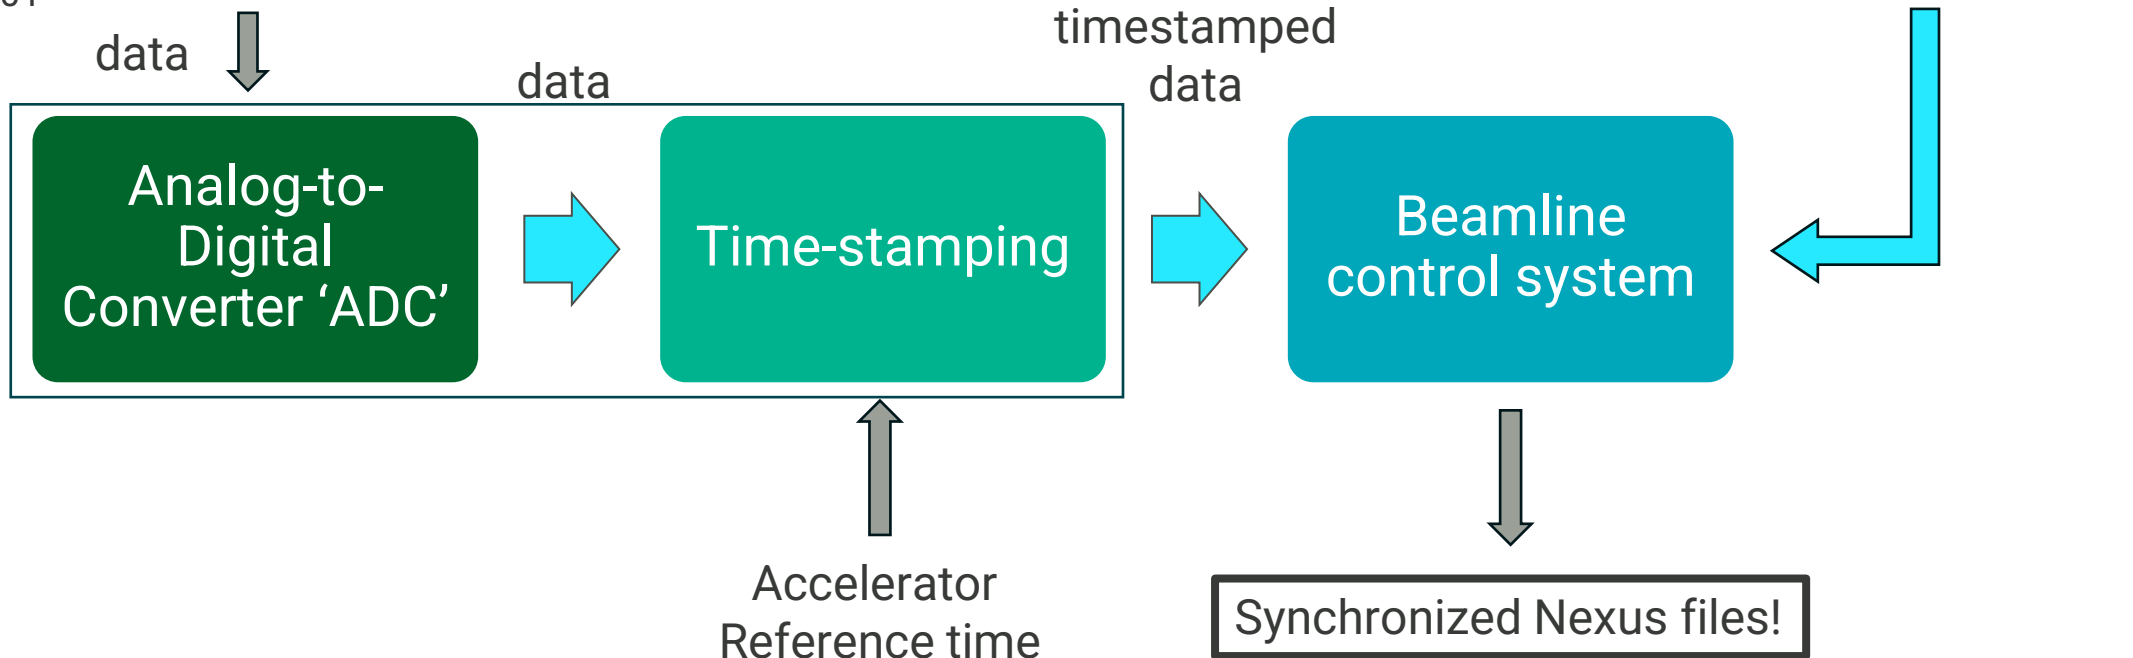 data
data
timestamped
data
Analog-to-
Digital
Converter ‘ADC’
Time-stamping
Beamline
control system
Accelerator
Reference time
Synchronized Nexus files!